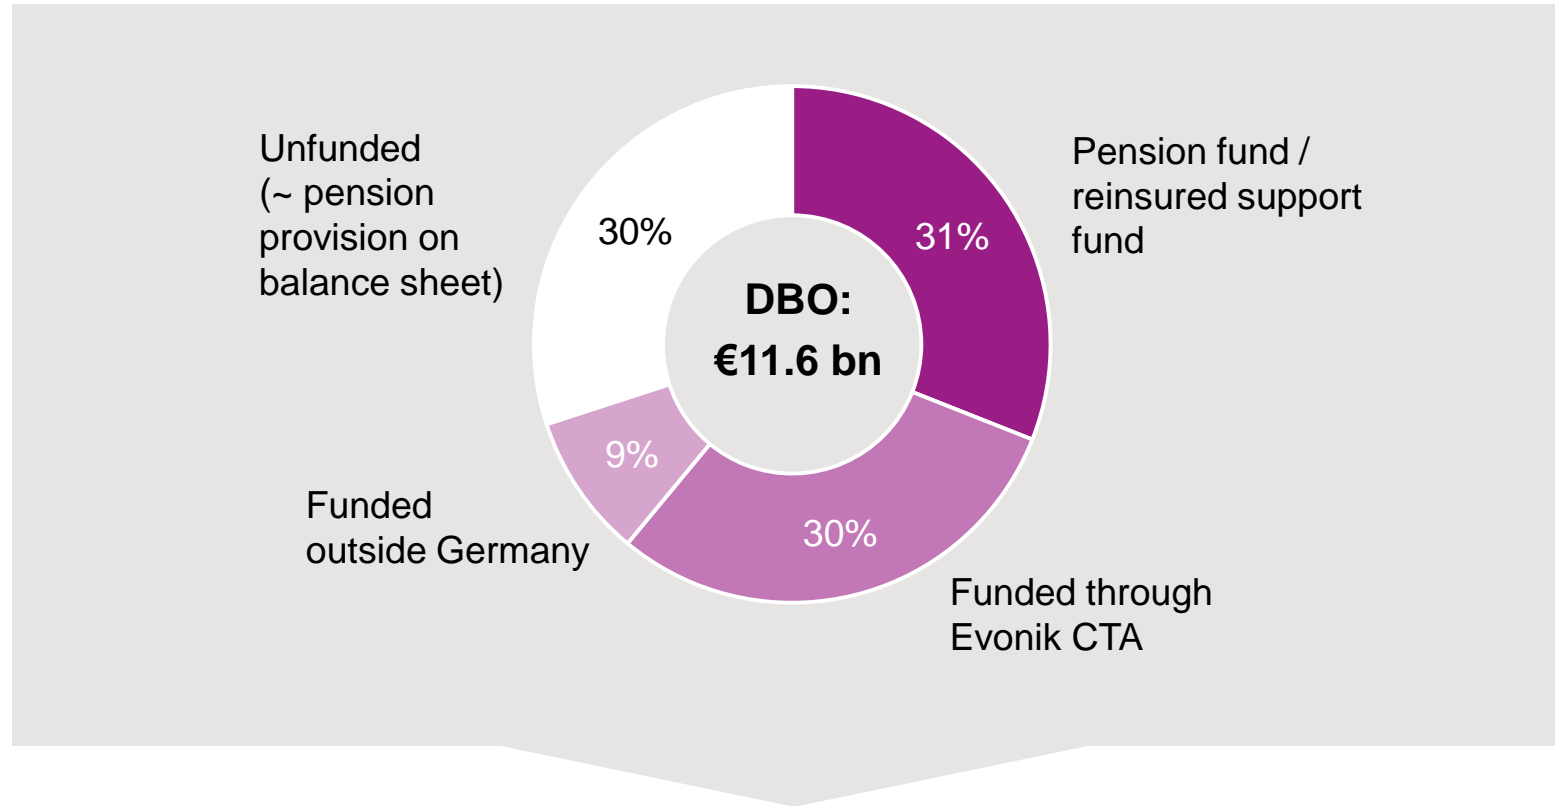 Unfunded
(~ pension
provision on
balance sheet)
30%
31%
Pension fund /
reinsured support
fund
DBO:
€11.6 bn
9%
30%
Funded
outside Germany
Funded through
Evonik CTA